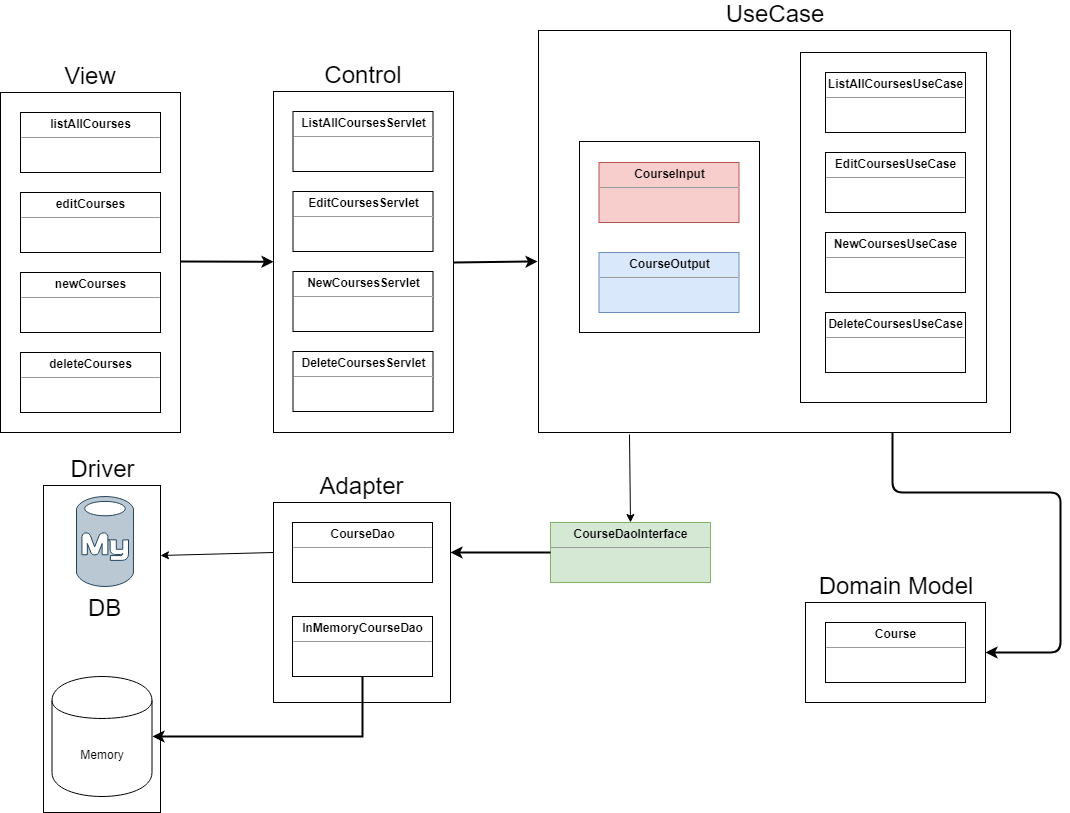 UseCase
View
Control
listAllCourses
editCourses
newCourses
deleteCourses
ListAllCoursesServlet
EditCoursesServlet
NewCoursesServlet
DeleteCoursesServlet
CourseInput
CourseOutput
ListAllCoursesUseCase
EditCoursesUseCase
NewCoursesUseCase
DeleteCoursesUseCase
Driver
My
DB
Memory
Adapter
CourseDao
InMemoryCourseDao
CourseDaoInterface
Domain Model
Course